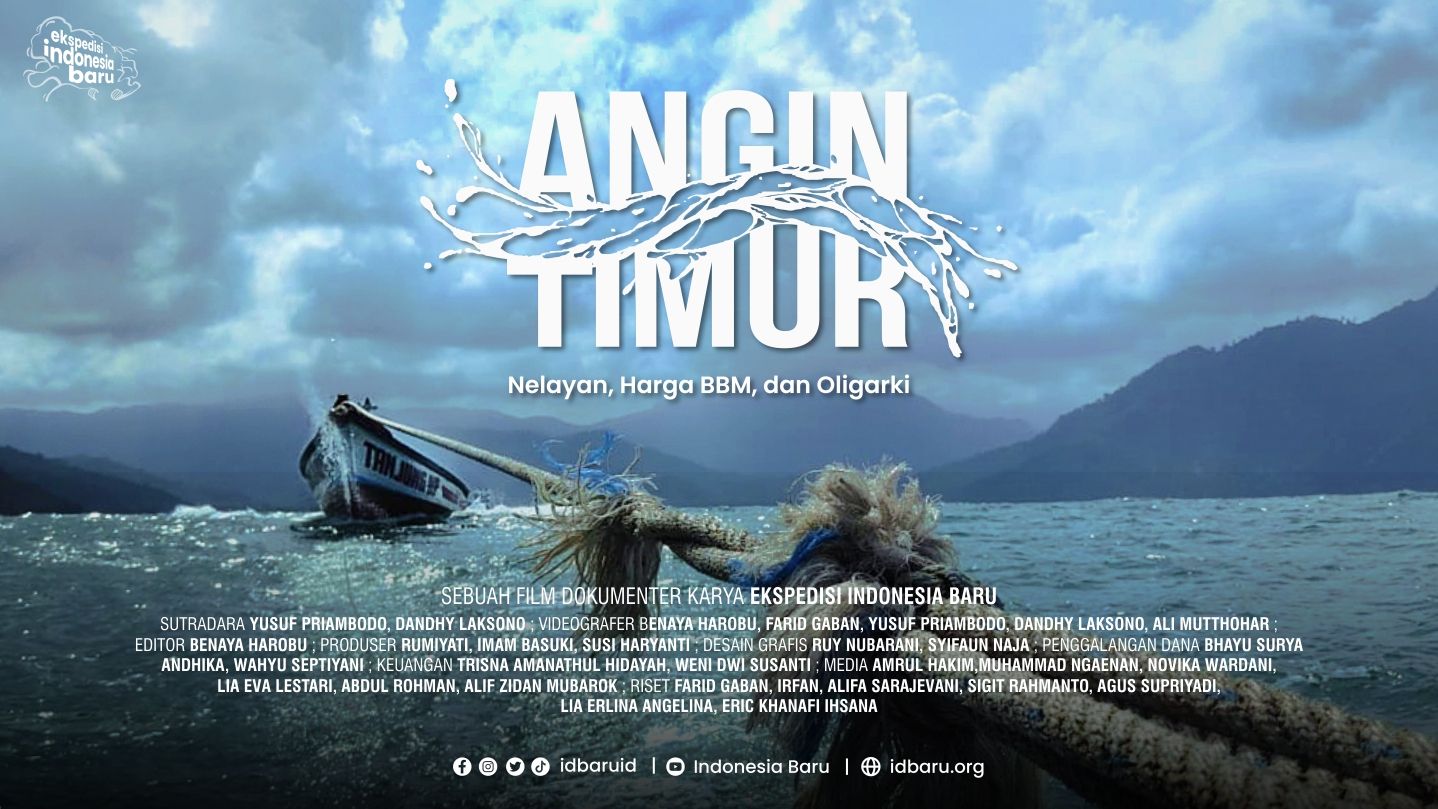 ekspedisi
indonesia
baru
ANGIN
TIMUR
Nelayan, Harga BBM, dan Oligarki
TANJUNG
SEBUAH FILM DOKUMENTER KARYA EKSPEDISI INDONESIA BARU
SUTRADARA YUSUF PRIAMBODO, DANDHY LAKSONO ; VIDEOGRAFER BENAYA HAROBU, FARID GABAN, YUSUF PRIAMBODO, DANDHY LAKSONO, ALI MUTTHOHAR ;
EDITOR BENAYA HAROBU ; PRODUSER RUMIYATI, IMAM BASUKI, SUSI HARYANTI ; DESAIN GRAFIS RUY NUBARANI, SYIFAUN NAJA ; PENGGALANGAN DANA BHAYU SURYA
ANDHIKA, WAHYU SEPTIYANI ; KEUANGAN TRISNA AMANATHUL HIDAYAH, WENI DWI SUSANTI ; MEDIA AMRUL HAKIM,MUHAMMAD NGAENAN, NOVIKA WARDANI,
LIA EVA LESTARI, ABDUL ROHMAN, ALIF ZIDAN MUBAROK ; RISET FARID GABAN, IRFAN, ALIFA SARAJEVANI, SIGIT RAHMANTO, AGUS SUPRIYADI,
LIA ERLINA ANGELINA, ERIC KHANAFI IHSANA
idbaruid | Indonesia Baru | idbaru.org